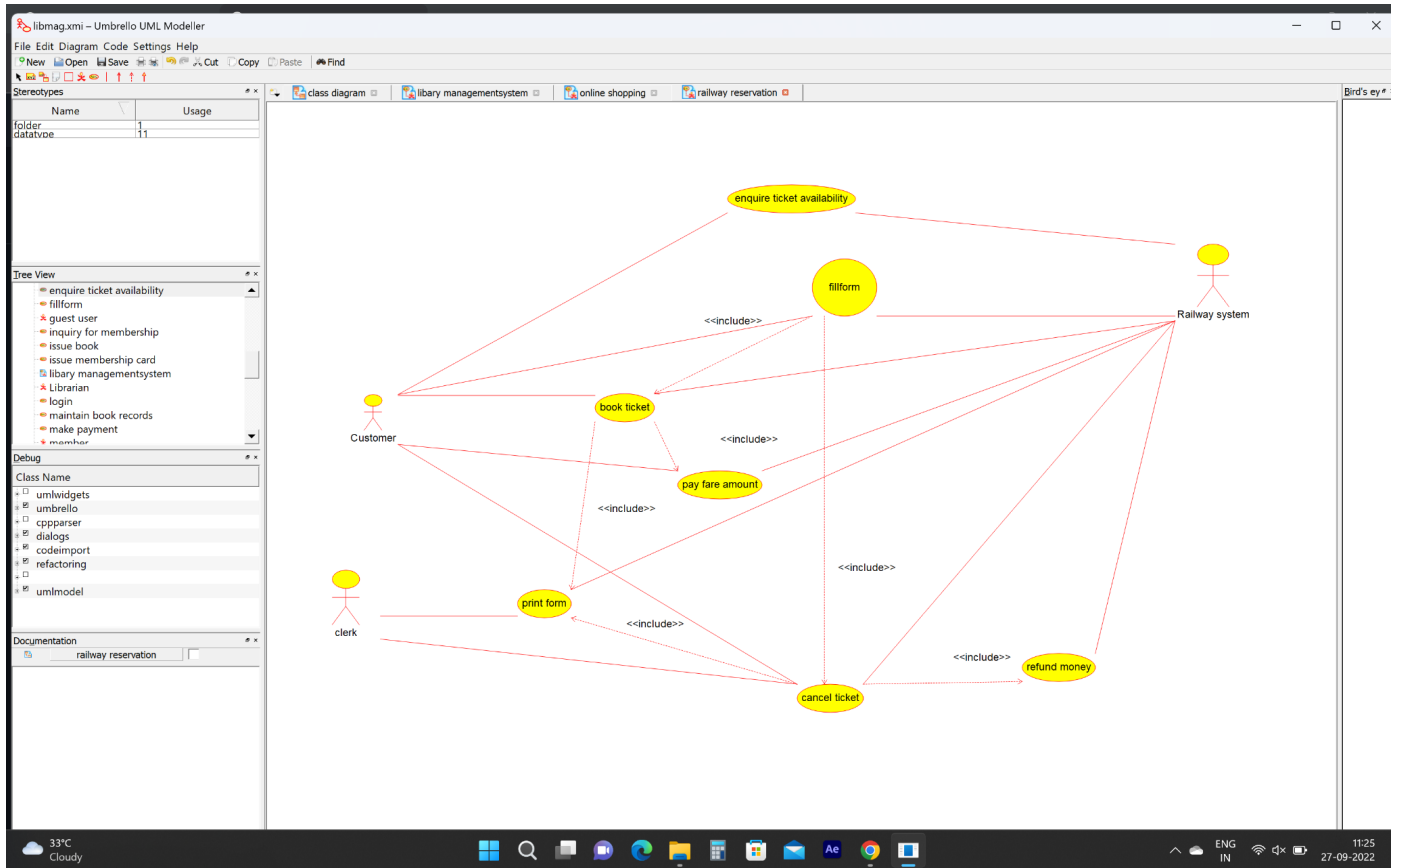 libmag.xmi – Umbrello UML Modeller
File Edit Diagram Code Settings Help
New Open Save Cut Copy Paste Find
Stereotypes
Name Usage
folder 1
datatype 11
Tree View
enquire ticket availability
fillform
guest user
inquiry for membership
issue book
issue membership card
libary managementsystem
Librarian
login
maintain book records
make payment
member
Debug
Class Name
umlwidgets
umbrello
cppparser
dialogs
codeimport
refactoring
umlmodel
Documentation
railway reservation
class diagram libary managementsystem online shopping railway reservation
Bird's ey
enquire ticket availability
fillform
Railway system
<<include>>
book ticket
Customer
<<include>>
pay fare amount
<<include>>
<<include>>
print form
<<include>>
clerk
<<include>>
refund money
cancel ticket
33°C
Cloudy
Ae
ENG
IN
11:25
27-09-2022